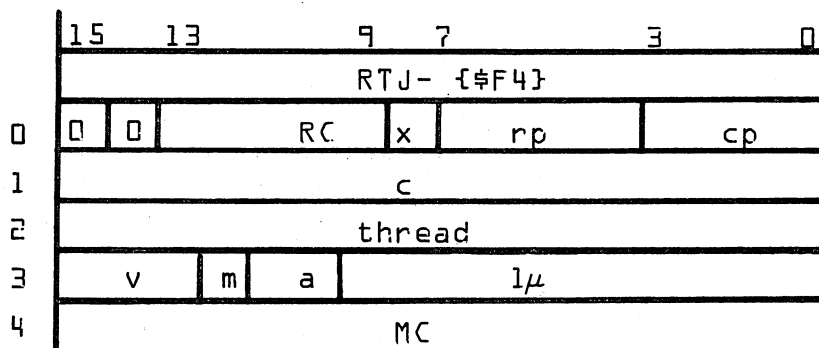 15 13 9 7 3 0
RTJ- {$F4}
0 0 0 RC x rp cp
1 c
2 thread
3 v m a lμ
4 MC